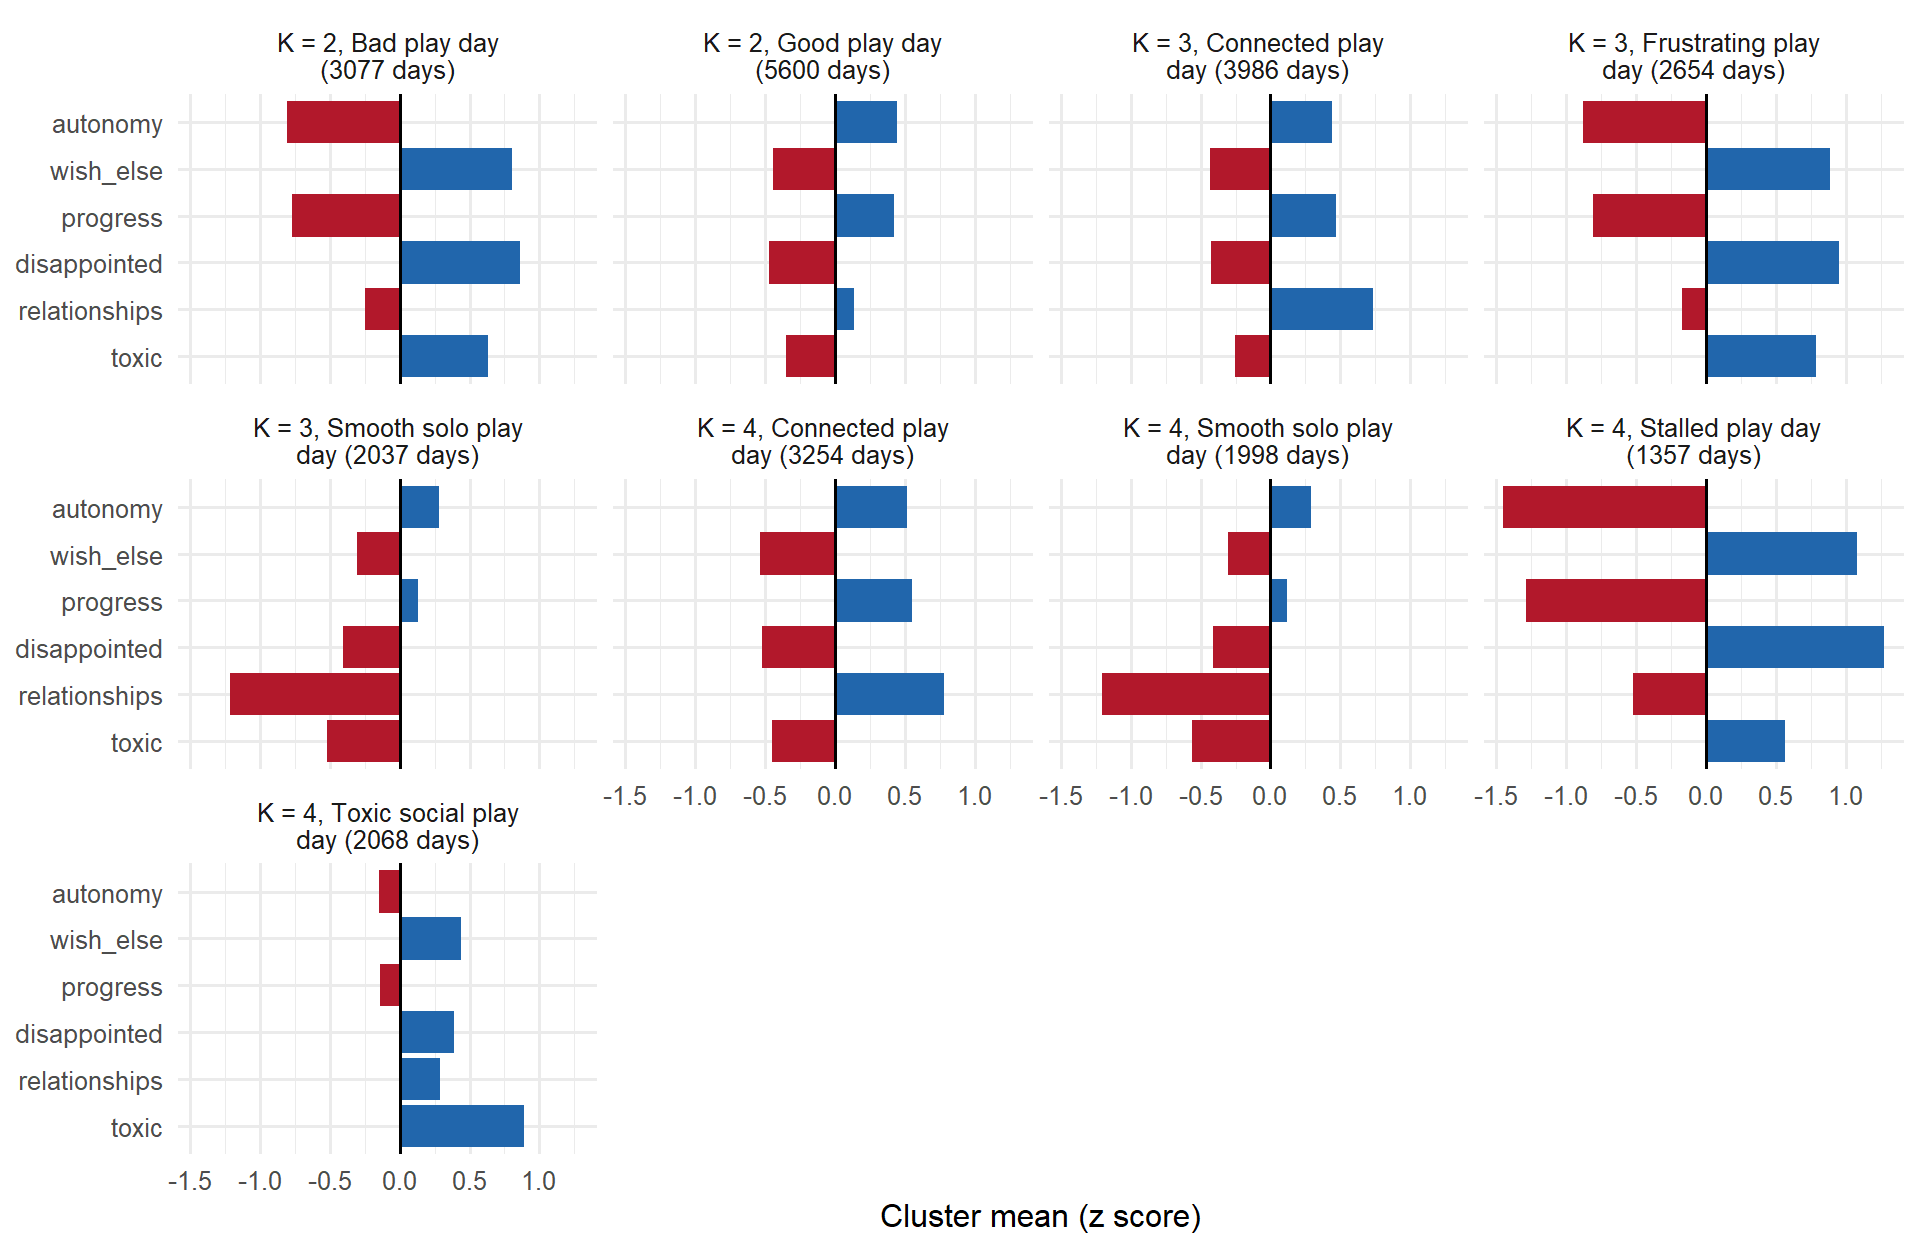 K = 2, Bad play day
(3077 days)
K = 2, Good play day
(5600 days)
K = 3, Connected play
day (3986 days)
K = 3, Frustrating play
day (2654 days)
autonomy
wish_else
progress
disappointed
relationships
toxic
K = 3, Smooth solo play
day (2037 days)
K = 4, Connected play
day (3254 days)
K = 4, Smooth solo play
day (1998 days)
K = 4, Stalled play day
(1357 days)
autonomy
wish_else
progress
disappointed
relationships
toxic
-1.5 -1.0 -0.5 0.0 0.5 1.0
-1.5 -1.0 -0.5 0.0 0.5 1.0
-1.5 -1.0 -0.5 0.0 0.5 1.0
K = 4, Toxic social play
day (2068 days)
autonomy
wish_else
progress
disappointed
relationships
toxic
-1.5 -1.0 -0.5 0.0 0.5 1.0
Cluster mean (z score)